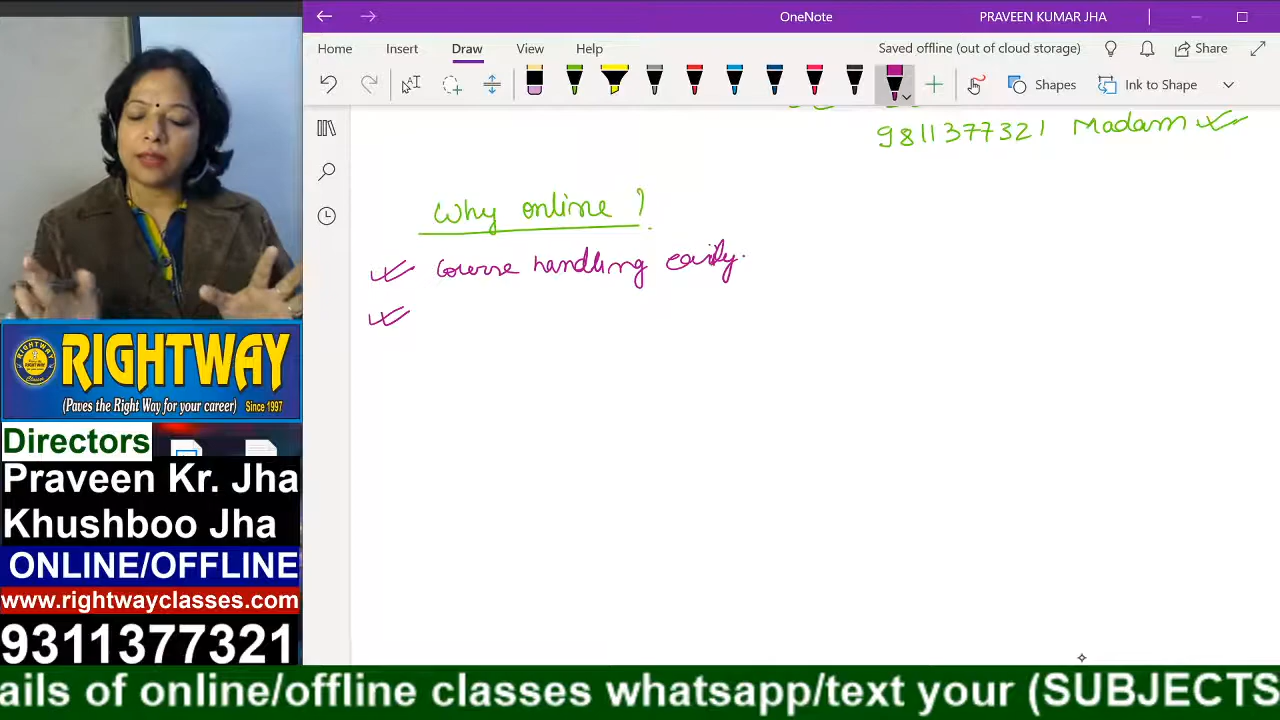 OneNote
PRAVEEN KUMAR JHA
Home Insert Draw View Help
Saved offline (out of cloud storage)
Share
Shapes
Ink to Shape
9811377321 Madam
Why online ?
Course handling easily.
RIGHTWAY
RIGHTWAY
(Paves the Right Way for your career) Since 1997
Directors
Praveen Kr. Jha
Khushboo Jha
ONLINE/OFFLINE
www.rightwayclasses.com
9311377321
ails of online/offline classes whatsapp/text your (SUBJECTS